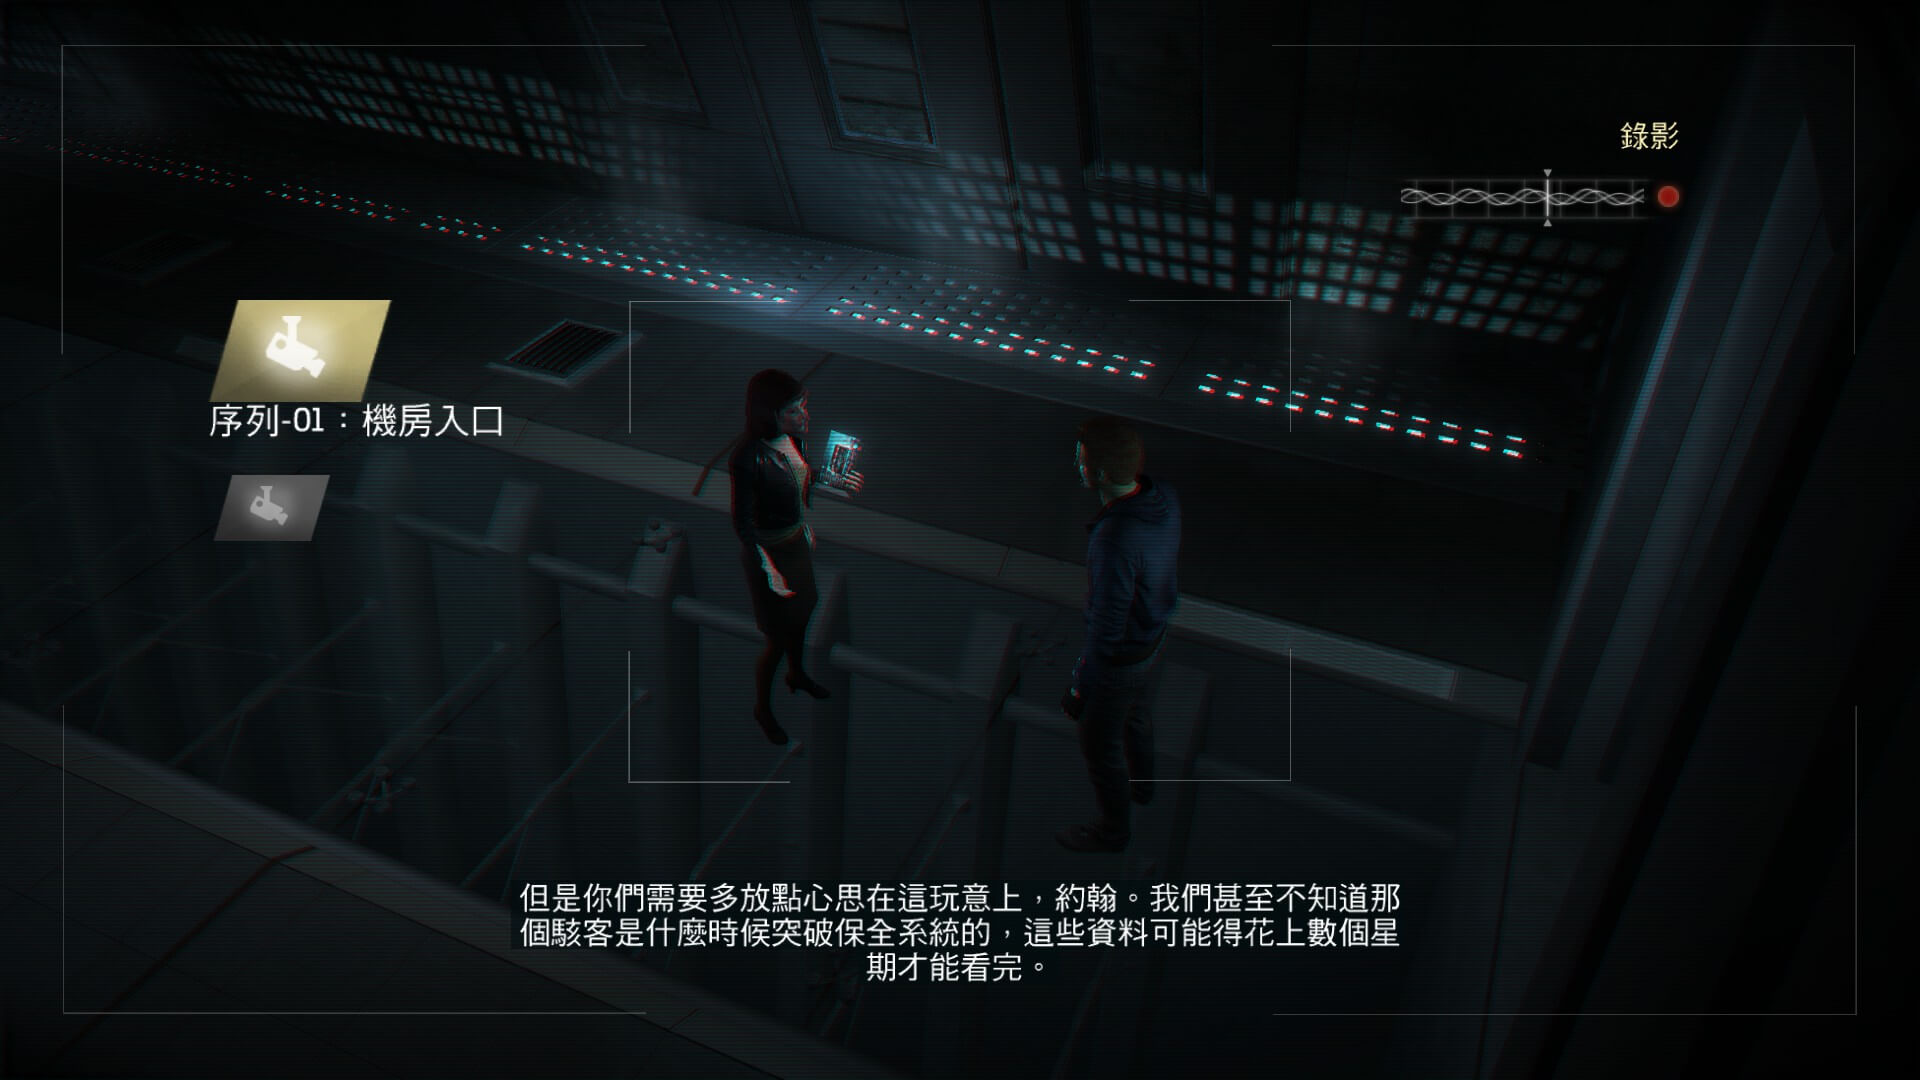 錄影
序列-01：機房入口
但是你們需要多放點心思在這玩意上，約翰。我們甚至不知道那
個駭客是什麼時候突破保全系統的，這些資料可能得花上數個星
期才能看完。